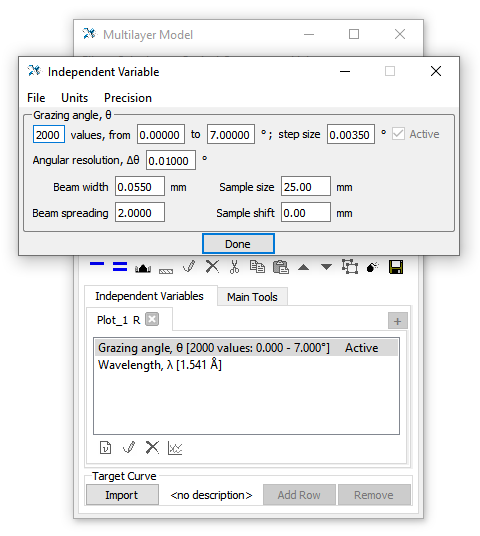 Multilayer Model
Independent Variable
File Units Precision
Grazing angle, θ
2000 values, from 0.00000 to 7.00000 ° ; step size 0.00350 ° Active
Angular resolution, Δθ 0.01000 °
Beam width 0.0550 mm Sample size 25.00 mm
Beam spreading 2.0000 Sample shift 0.00 mm
Done
Independent Variables Main Tools
Plot_1 R
Grazing angle, θ [2000 values: 0.000 - 7.000°] Active
Wavelength, λ [1.541 Å]
Target Curve
Import <no description> Add Row Remove